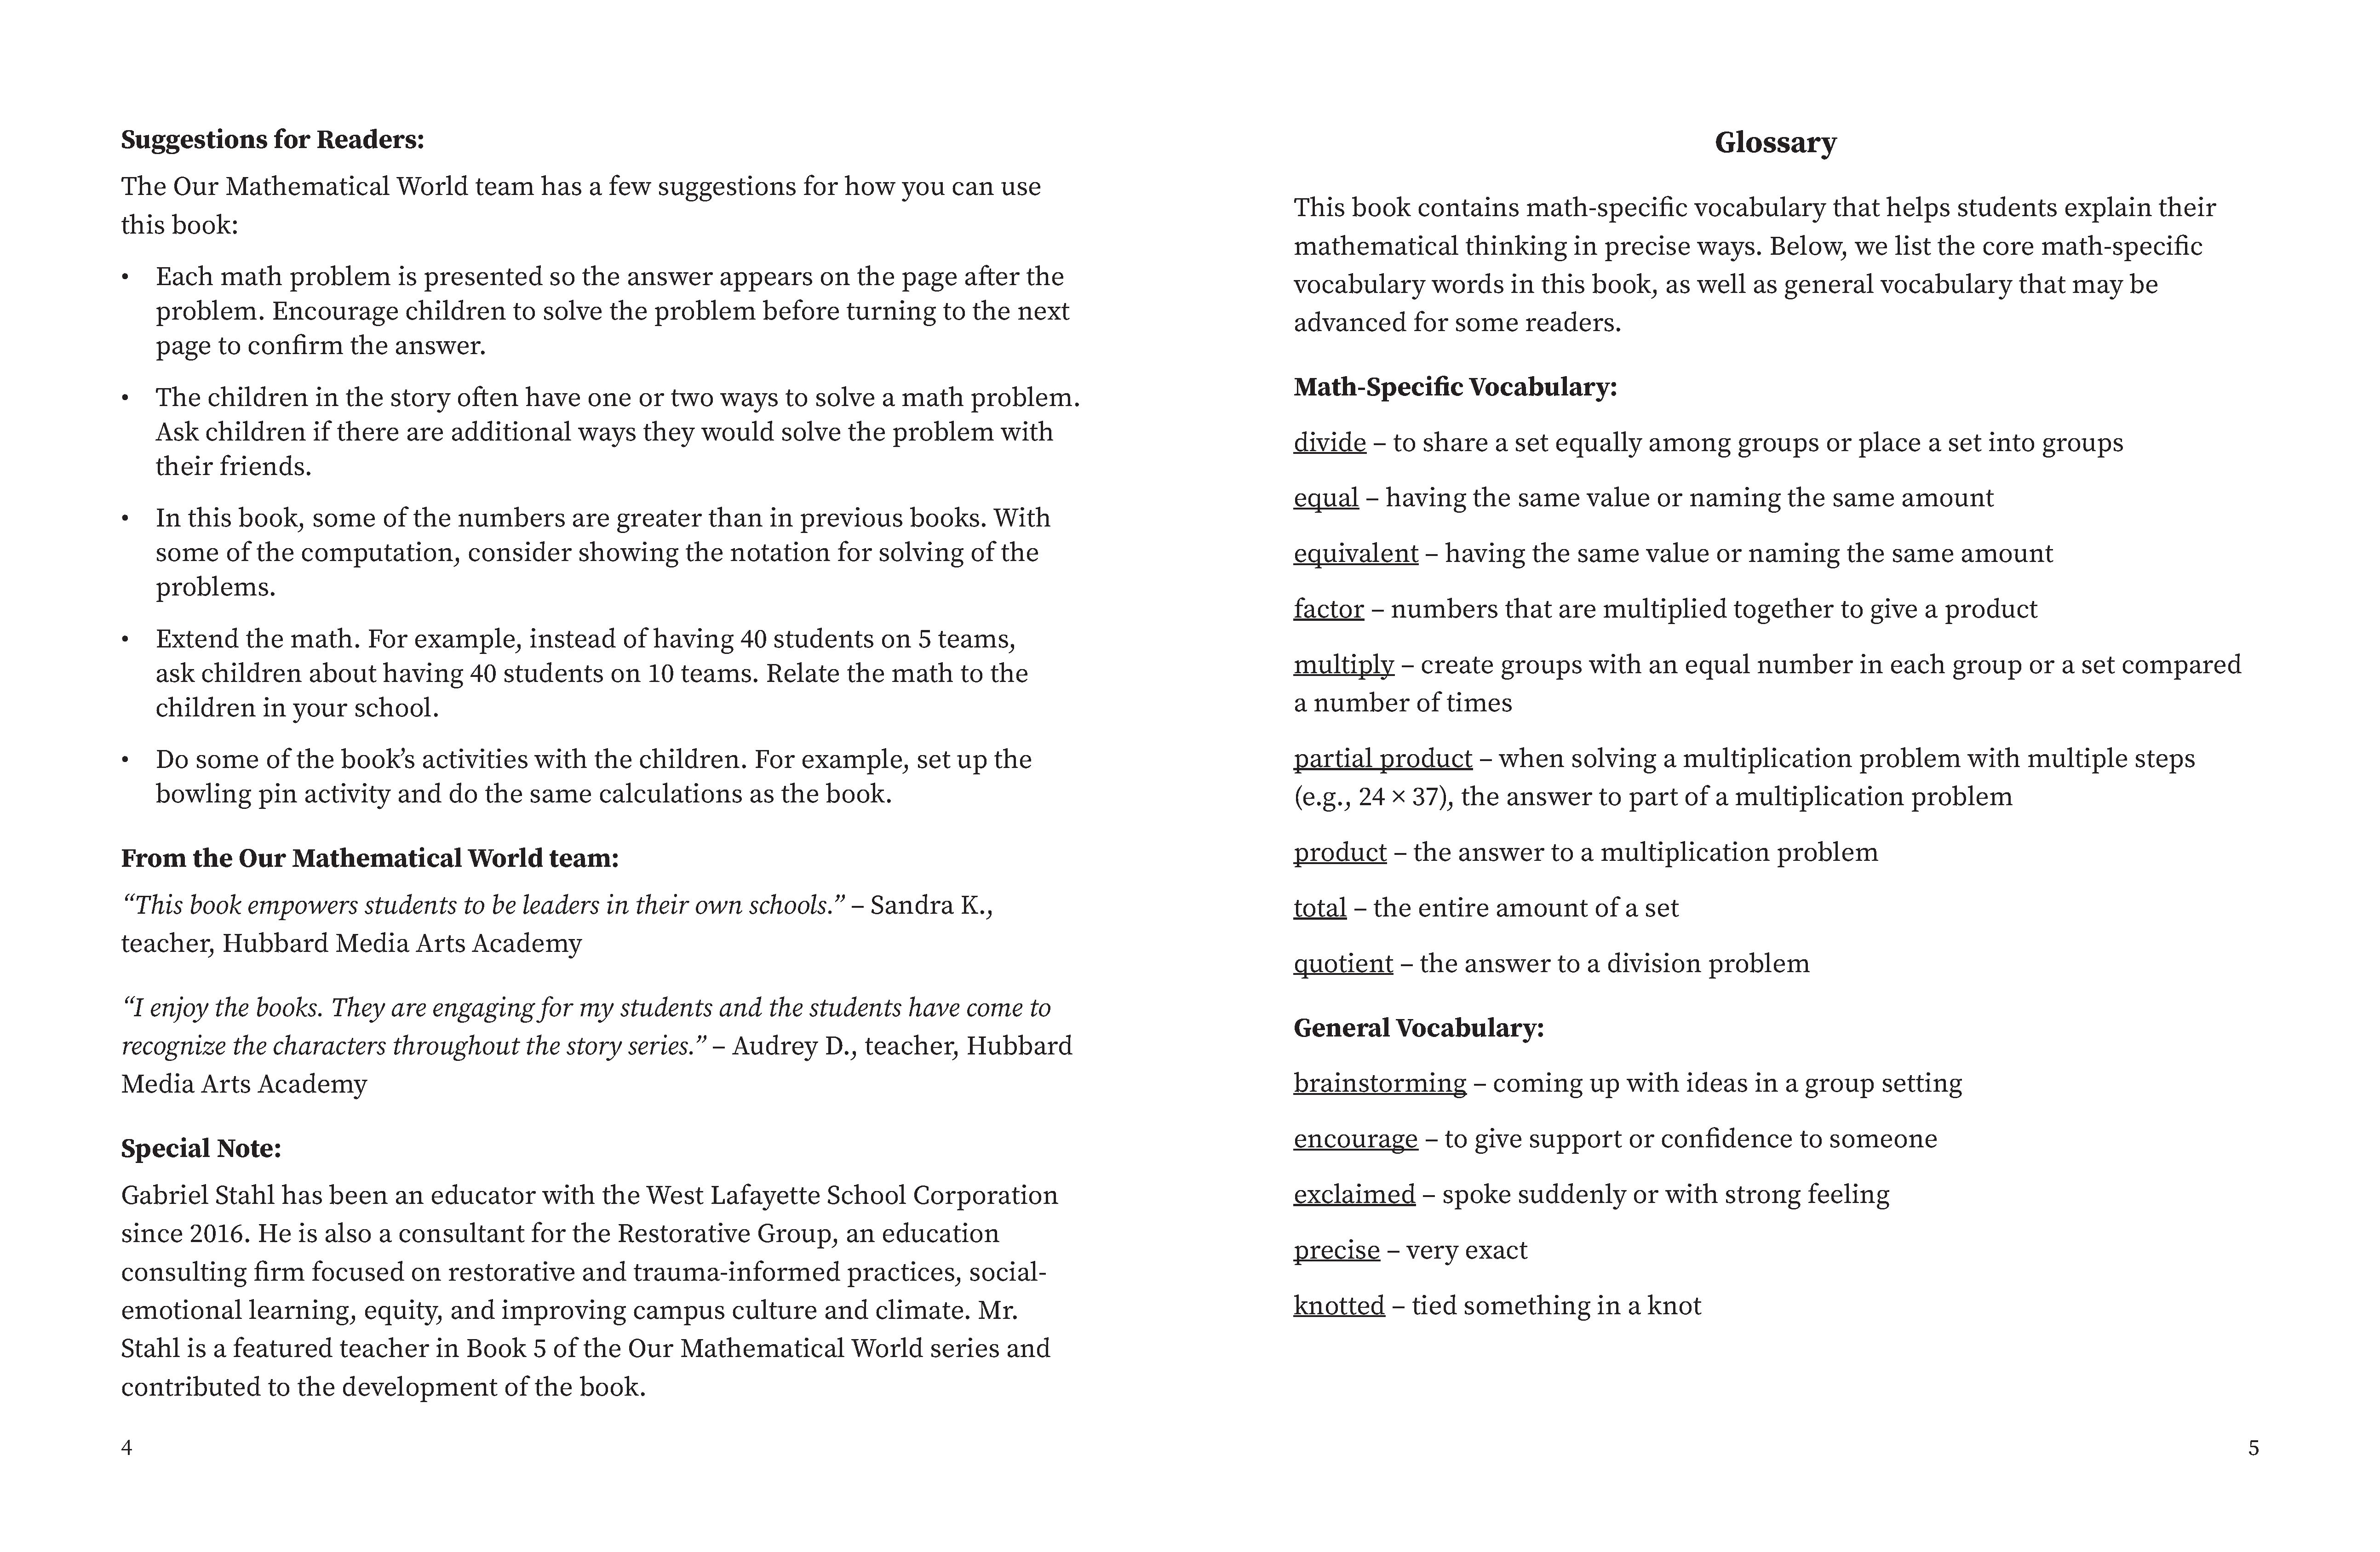 Suggestions for Readers:
The Our Mathematical World team has a few suggestions for how you can use
this book:
• Each math problem is presented so the answer appears on the page after the
problem. Encourage children to solve the problem before turning to the next
page to confirm the answer.
• The children in the story often have one or two ways to solve a math problem.
Ask children if there are additional ways they would solve the problem with
their friends.
• In this book, some of the numbers are greater than in previous books. With
some of the computation, consider showing the notation for solving of the
problems.
• Extend the math. For example, instead of having 40 students on 5 teams,
ask children about having 40 students on 10 teams. Relate the math to the
children in your school.
• Do some of the book’s activities with the children. For example, set up the
bowling pin activity and do the same calculations as the book.
From the Our Mathematical World team:
“This book empowers students to be leaders in their own schools.” – Sandra K.,
teacher, Hubbard Media Arts Academy
“I enjoy the books. They are engaging for my students and the students have come to
recognize the characters throughout the story series.” – Audrey D., teacher, Hubbard
Media Arts Academy
Special Note:
Gabriel Stahl has been an educator with the West Lafayette School Corporation
since 2016. He is also a consultant for the Restorative Group, an education
consulting firm focused on restorative and trauma-informed practices, social-
emotional learning, equity, and improving campus culture and climate. Mr.
Stahl is a featured teacher in Book 5 of the Our Mathematical World series and
contributed to the development of the book.
4
Glossary
This book contains math-specific vocabulary that helps students explain their
mathematical thinking in precise ways. Below, we list the core math-specific
vocabulary words in this book, as well as general vocabulary that may be
advanced for some readers.
Math-Specific Vocabulary:
divide – to share a set equally among groups or place a set into groups
equal – having the same value or naming the same amount
equivalent – having the same value or naming the same amount
factor – numbers that are multiplied together to give a product
multiply – create groups with an equal number in each group or a set compared
a number of times
partial product – when solving a multiplication problem with multiple steps
(e.g., 24 × 37), the answer to part of a multiplication problem
product – the answer to a multiplication problem
total – the entire amount of a set
quotient – the answer to a division problem
General Vocabulary:
brainstorming – coming up with ideas in a group setting
encourage – to give support or confidence to someone
exclaimed – spoke suddenly or with strong feeling
precise – very exact
knotted – tied something in a knot
5